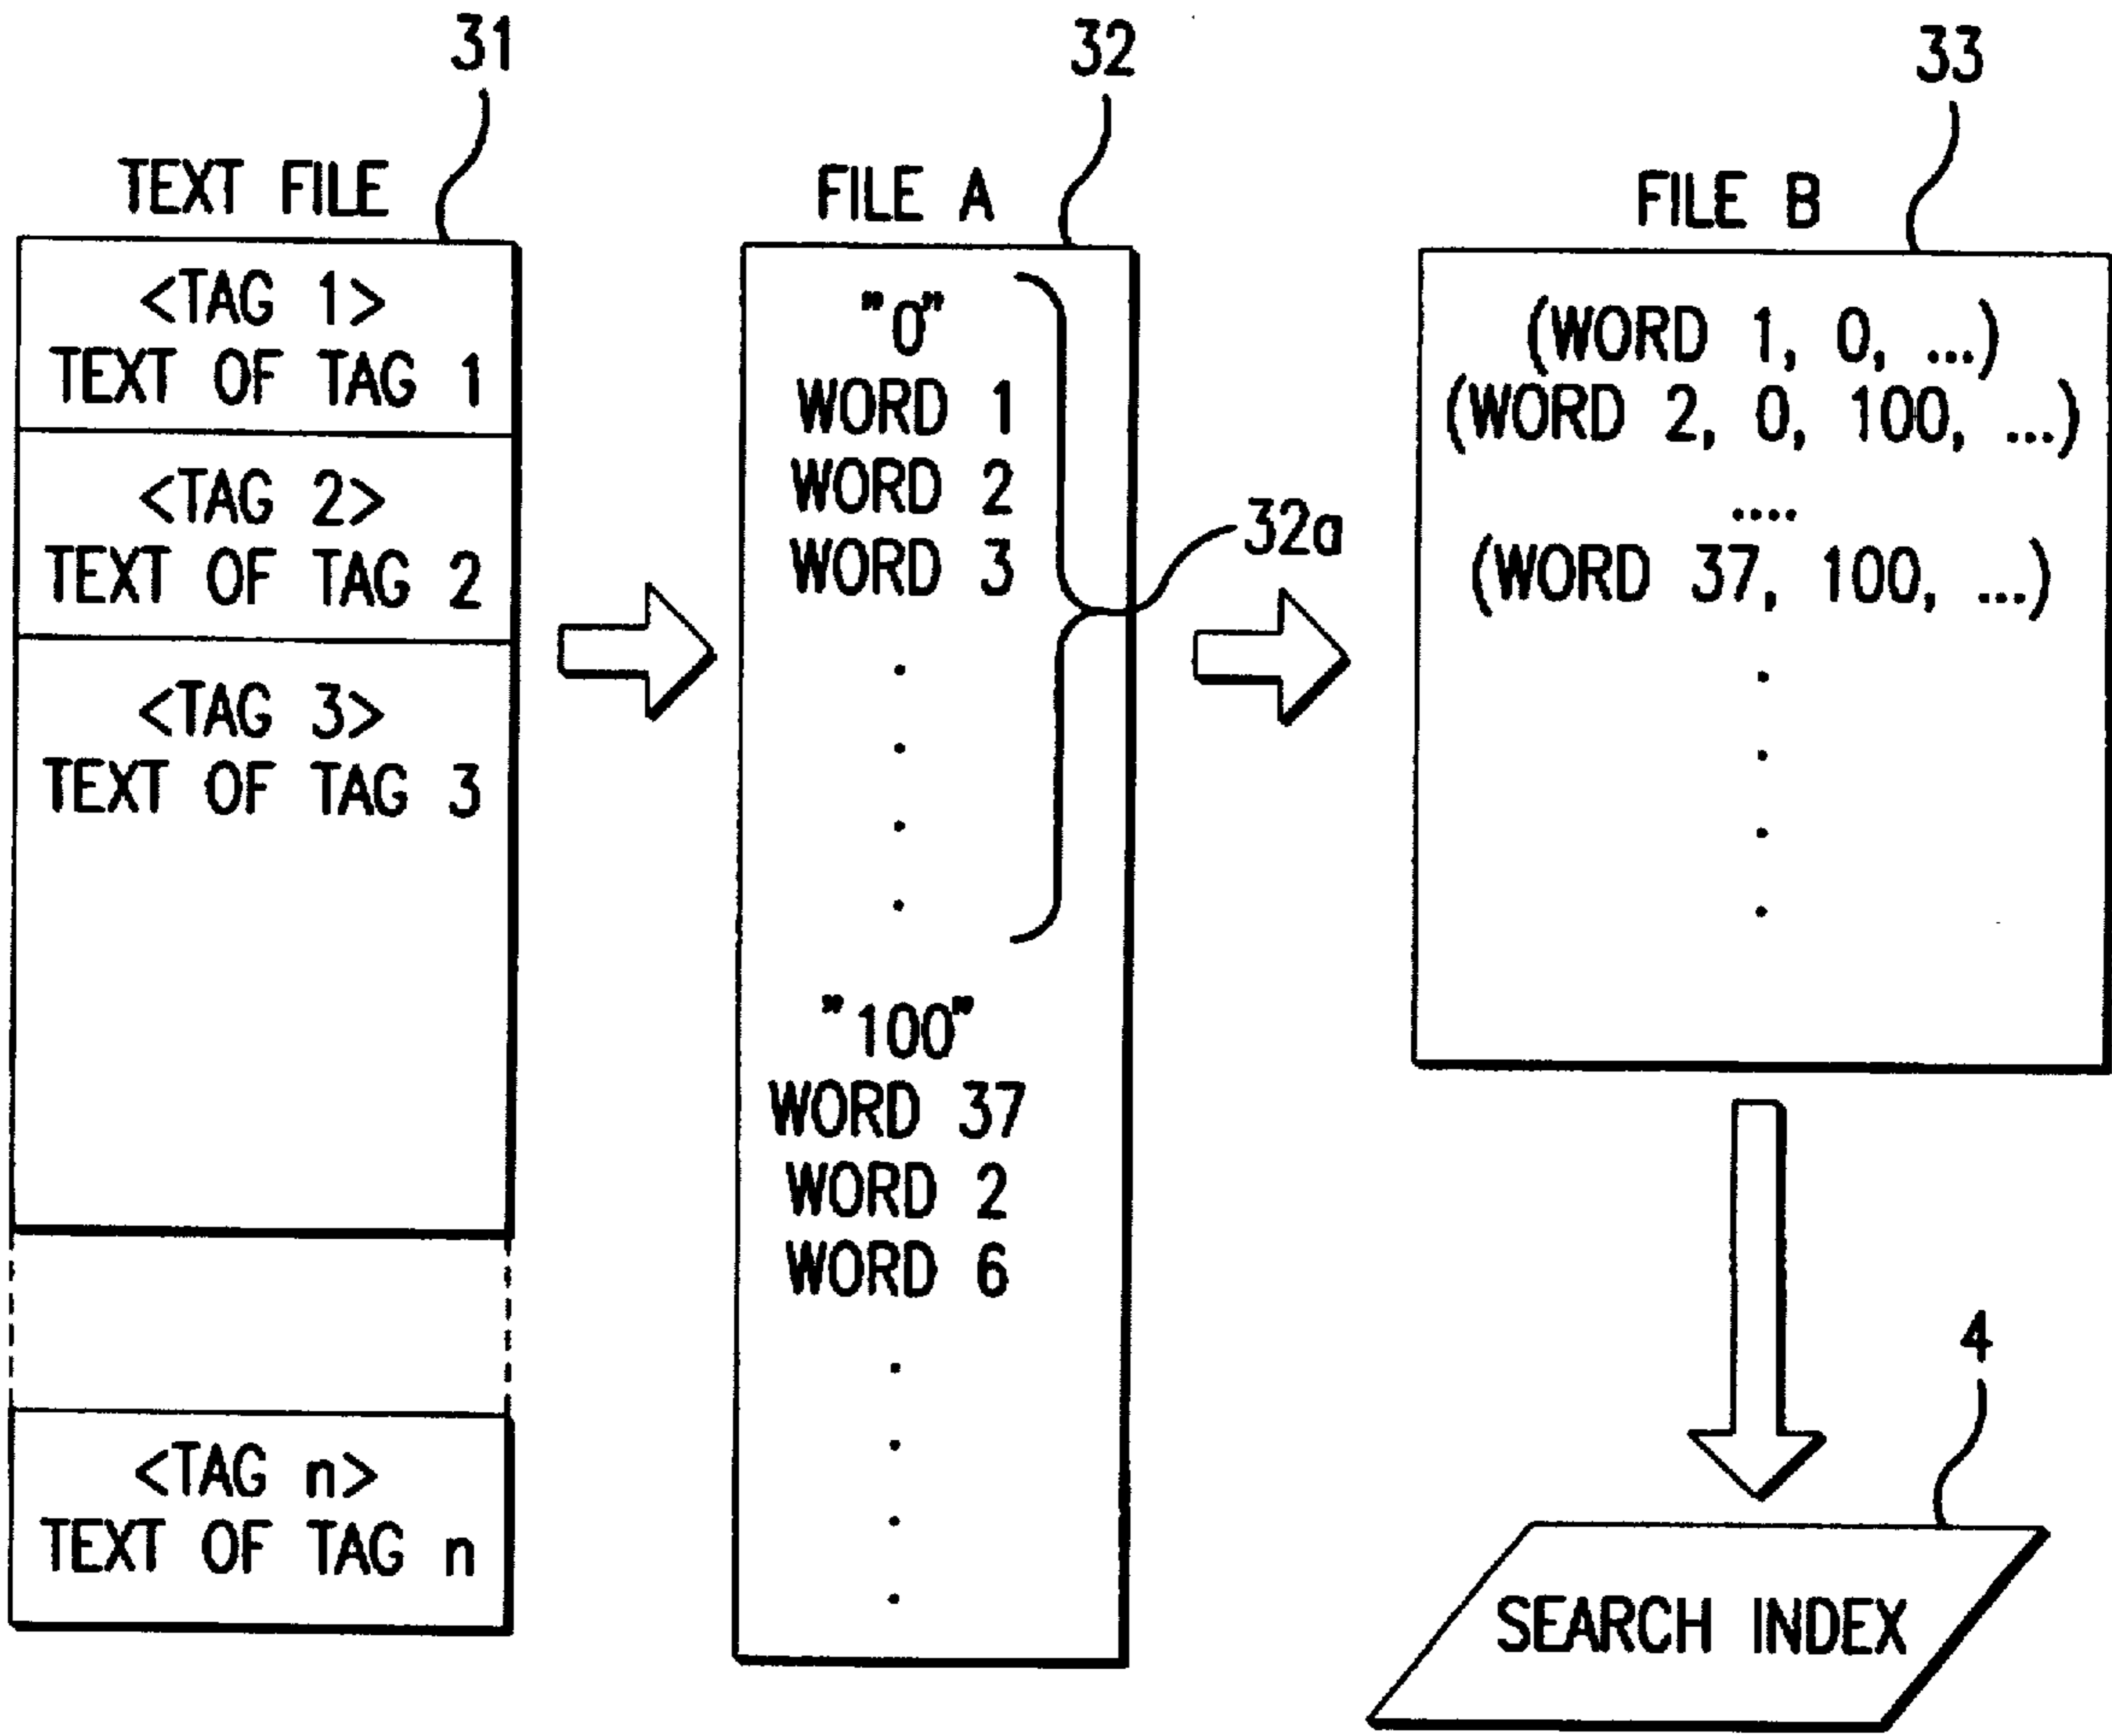 31
TEXT FILE
<TAG 1>
TEXT OF TAG 1
<TAG 2>
TEXT OF TAG 2
<TAG 3>
TEXT OF TAG 3
<TAG n>
TEXT OF TAG n
32
FILE A
"0"
WORD 1
WORD 2
WORD 3
.
.
.
.
32a
"100"
WORD 37
WORD 2
WORD 6
.
.
.
.
33
FILE B
(WORD 1, 0, ...)
(WORD 2, 0, 100, ...)
....
(WORD 37, 100, ...)
.
.
.
.
4
SEARCH INDEX